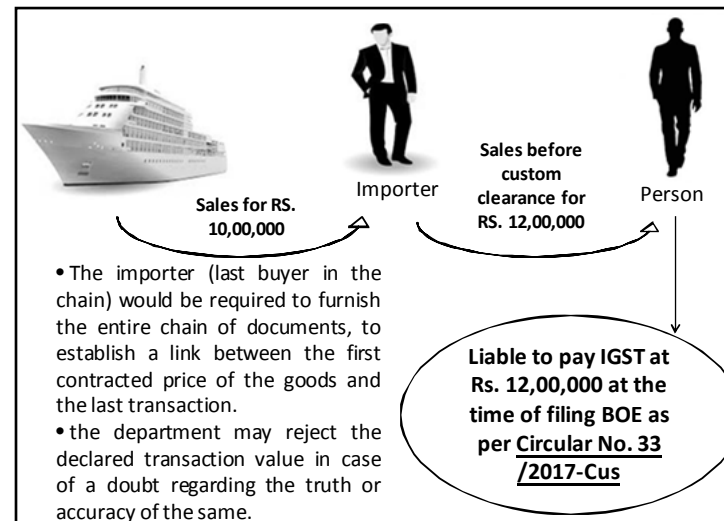 Sales for RS.
10,00,000
Importer
Sales before
custom
clearance for
RS. 12,00,000
Person
• The importer (last buyer in the
chain) would be required to furnish
the entire chain of documents, to
establish a link between the first
contracted price of the goods and
the last transaction.
• the department may reject the
declared transaction value in case
of a doubt regarding the truth or
accuracy of the same.
Liable to pay IGST at
Rs. 12,00,000 at the
time of filing BOE as
per Circular No. 33
/2017-Cus